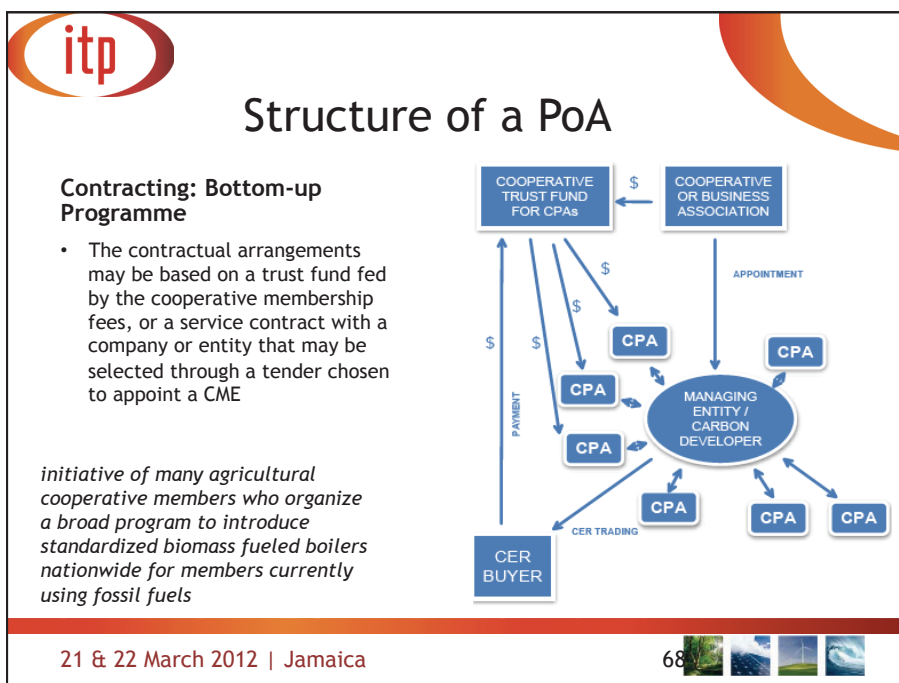 itp
Structure of a PoA
Contracting: Bottom-up
Programme
• The contractual arrangements
may be based on a trust fund fed
by the cooperative membership
fees, or a service contract with a
company or entity that may be
selected through a tender chosen
to appoint a CME
initiative of many agricultural
cooperative members who organize
a broad program to introduce
standardized biomass fueled boilers
nationwide for members currently
using fossil fuels
COOPERATIVE
TRUST FUND
FOR CPAs
$
COOPERATIVE
OR BUSINESS
ASSOCIATION
APPOINTMENT
$
$
$
$
PAYMENT
CPA
CPA
CPA
CPA
MANAGING
ENTITY /
CARBON
DEVELOPER
CPA
CPA
CPA
CER TRADING
CER
BUYER
21 & 22 March 2012 | Jamaica
68